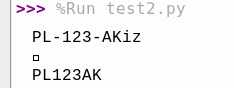 >>> %Run test2.py
PL-123-AKiz
▯
PL123AK